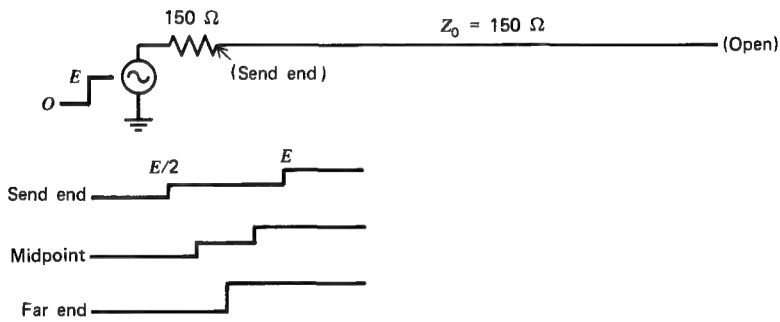 150 Ω
Z₀ = 150 Ω
(Open)
(Send end)
E
O
E/2
E
Send end
Midpoint
Far end